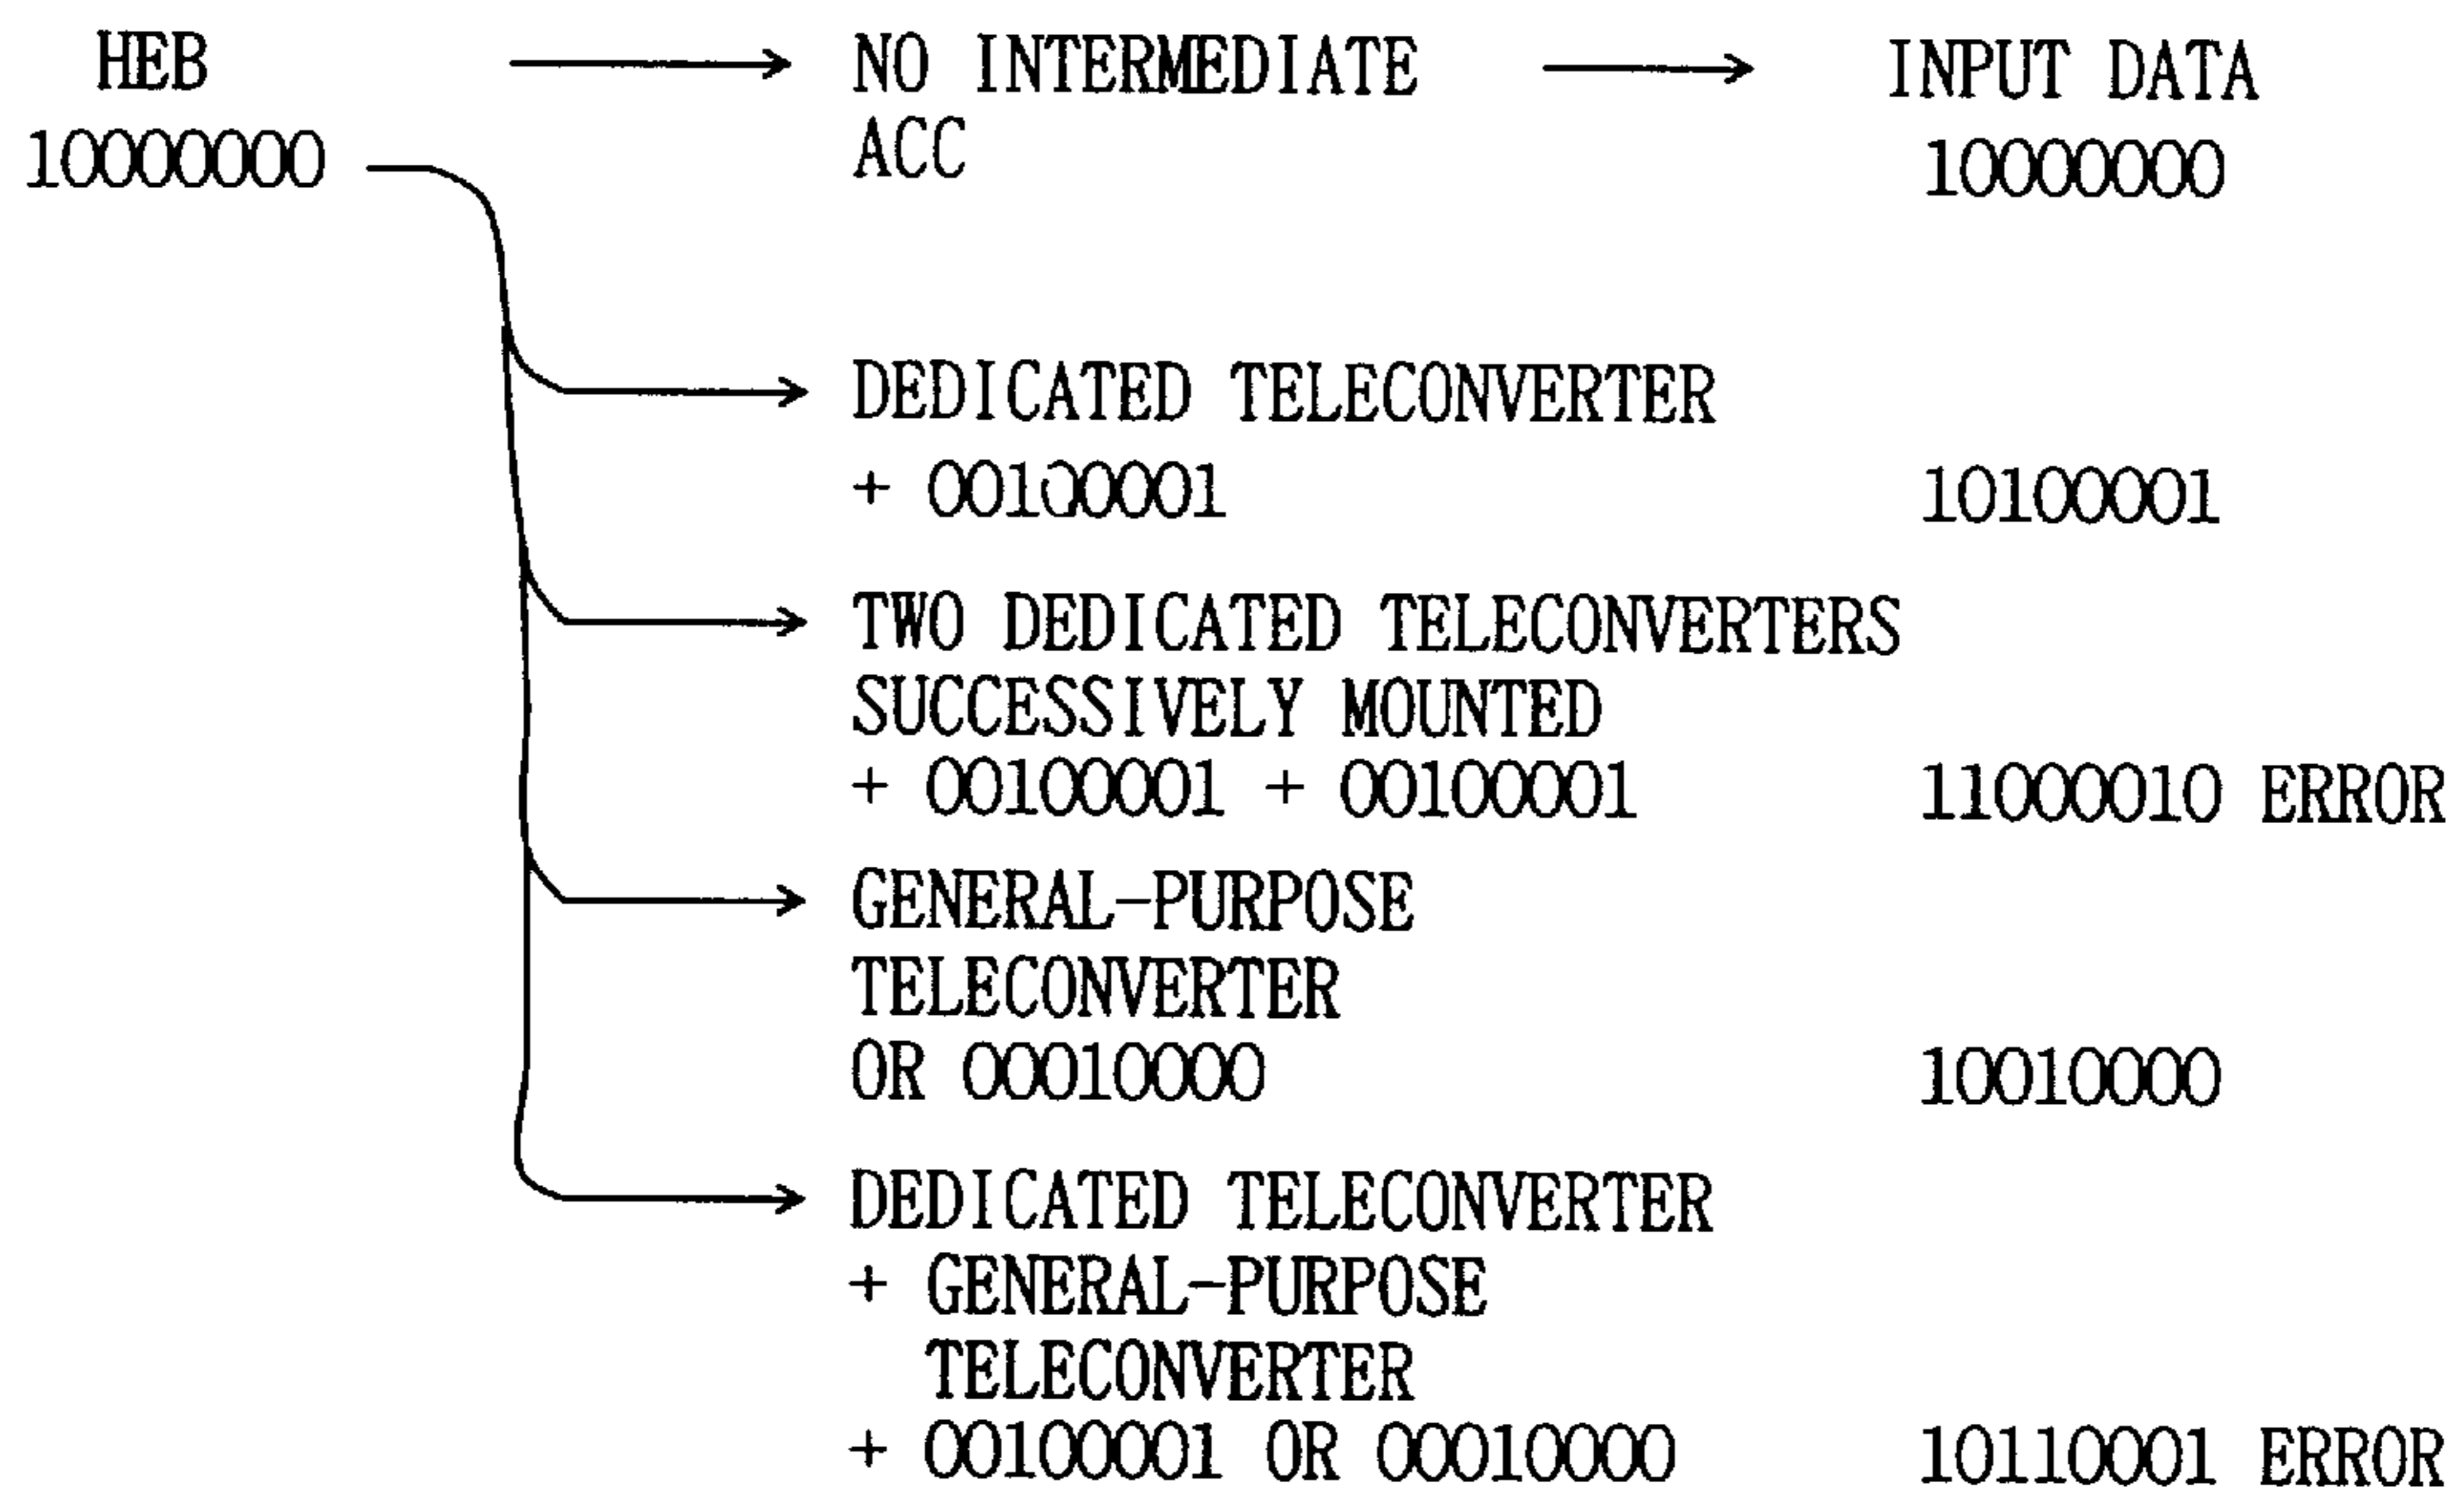 HEB NO INTERMEDIATE INPUT DATA
10000000 ACC 10000000
DEDICATED TELECONVERTER
+ 00100001 10100001
TWO DEDICATED TELECONVERTERS
SUCCESSIVELY MOUNTED
+ 00100001 + 00100001 11000010 ERROR
GENERAL-PURPOSE
TELECONVERTER
OR 00010000 10010000
DEDICATED TELECONVERTER
+ GENERAL-PURPOSE
TELECONVERTER
+ 00100001 OR 00010000 10110001 ERROR